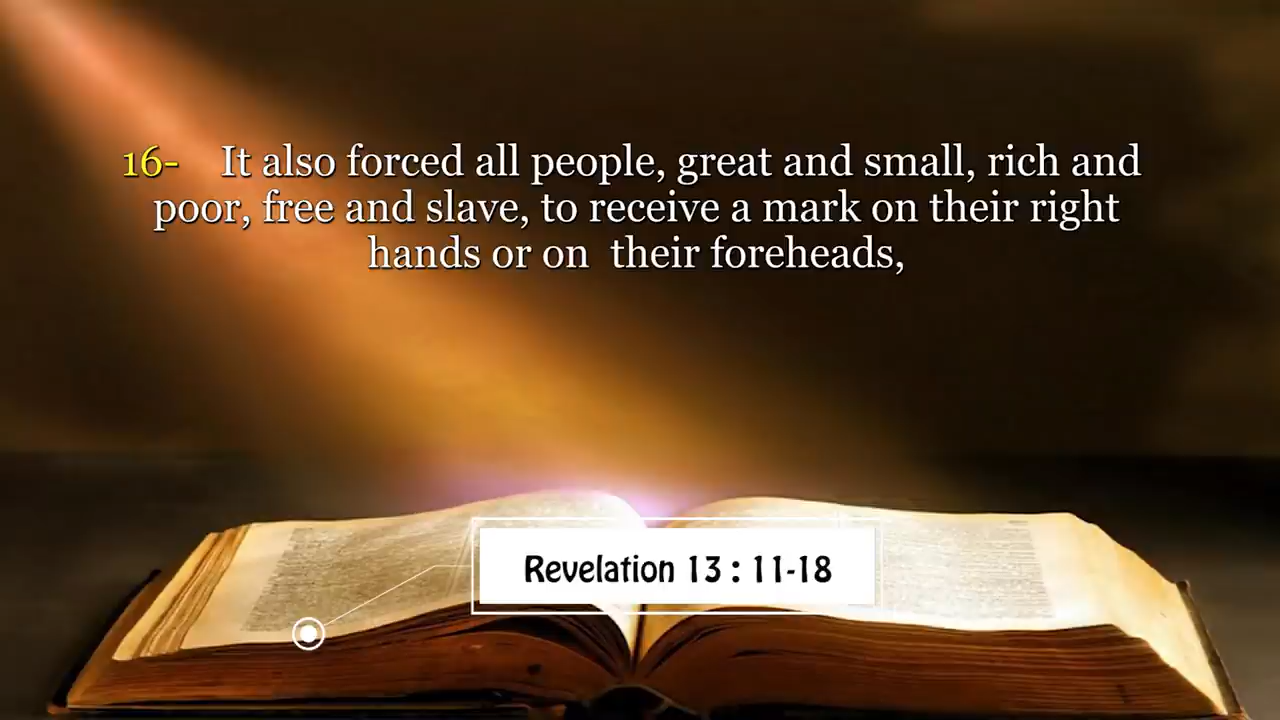 16- It also forced all people, great and small, rich and
poor, free and slave, to receive a mark on their right
hands or on their foreheads,
Revelation 13 : 11-18